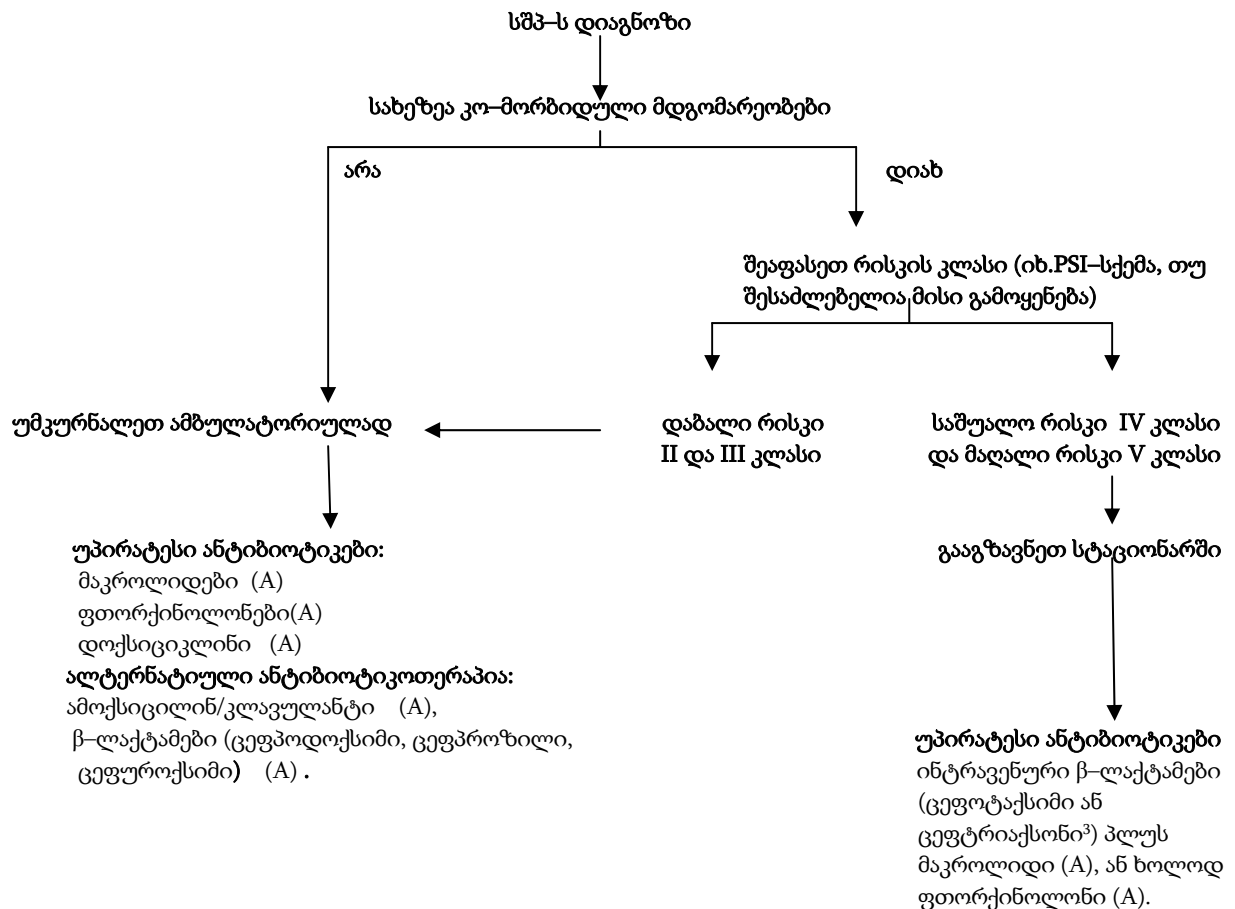 სშპ–ს დიაგნოზი
სახეზეა კო–მორბიდული მდგომარეობები
არა
დიახ
შეაფასეთ რისკის კლასი (იხ.PSI–სქემა, თუ
შესაძლებელია მისი გამოყენება)
უმკურნალეთ ამბულატორიულად
დაბალი რისკი
II და III კლასი
საშუალო რისკი IV კლასი
და მაღალი რისკი V კლასი
უპირატესი ანტიბიოტიკები:
მაკროლიდები (A)
ფთორქინოლონები(A)
დოქსიციკლინი (A)
ალტერნატიული ანტიბიოტიკოთერაპია:
ამოქსიცილინ/კლავულანტი (A),
β–ლაქტამები (ცეფპოდოქსიმი, ცეფპროზილი,
ცეფუროქსიმი) (A) .
გააგზავნეთ სტაციონარში
უპირატესი ანტიბიოტიკები
ინტრავენური β–ლაქტამები
(ცეფოტაქსიმი ან
ცეფტრიაქსონი³) პლუს
მაკროლიდი (A), ან ხოლოდ
ფთორქინოლონი (A).